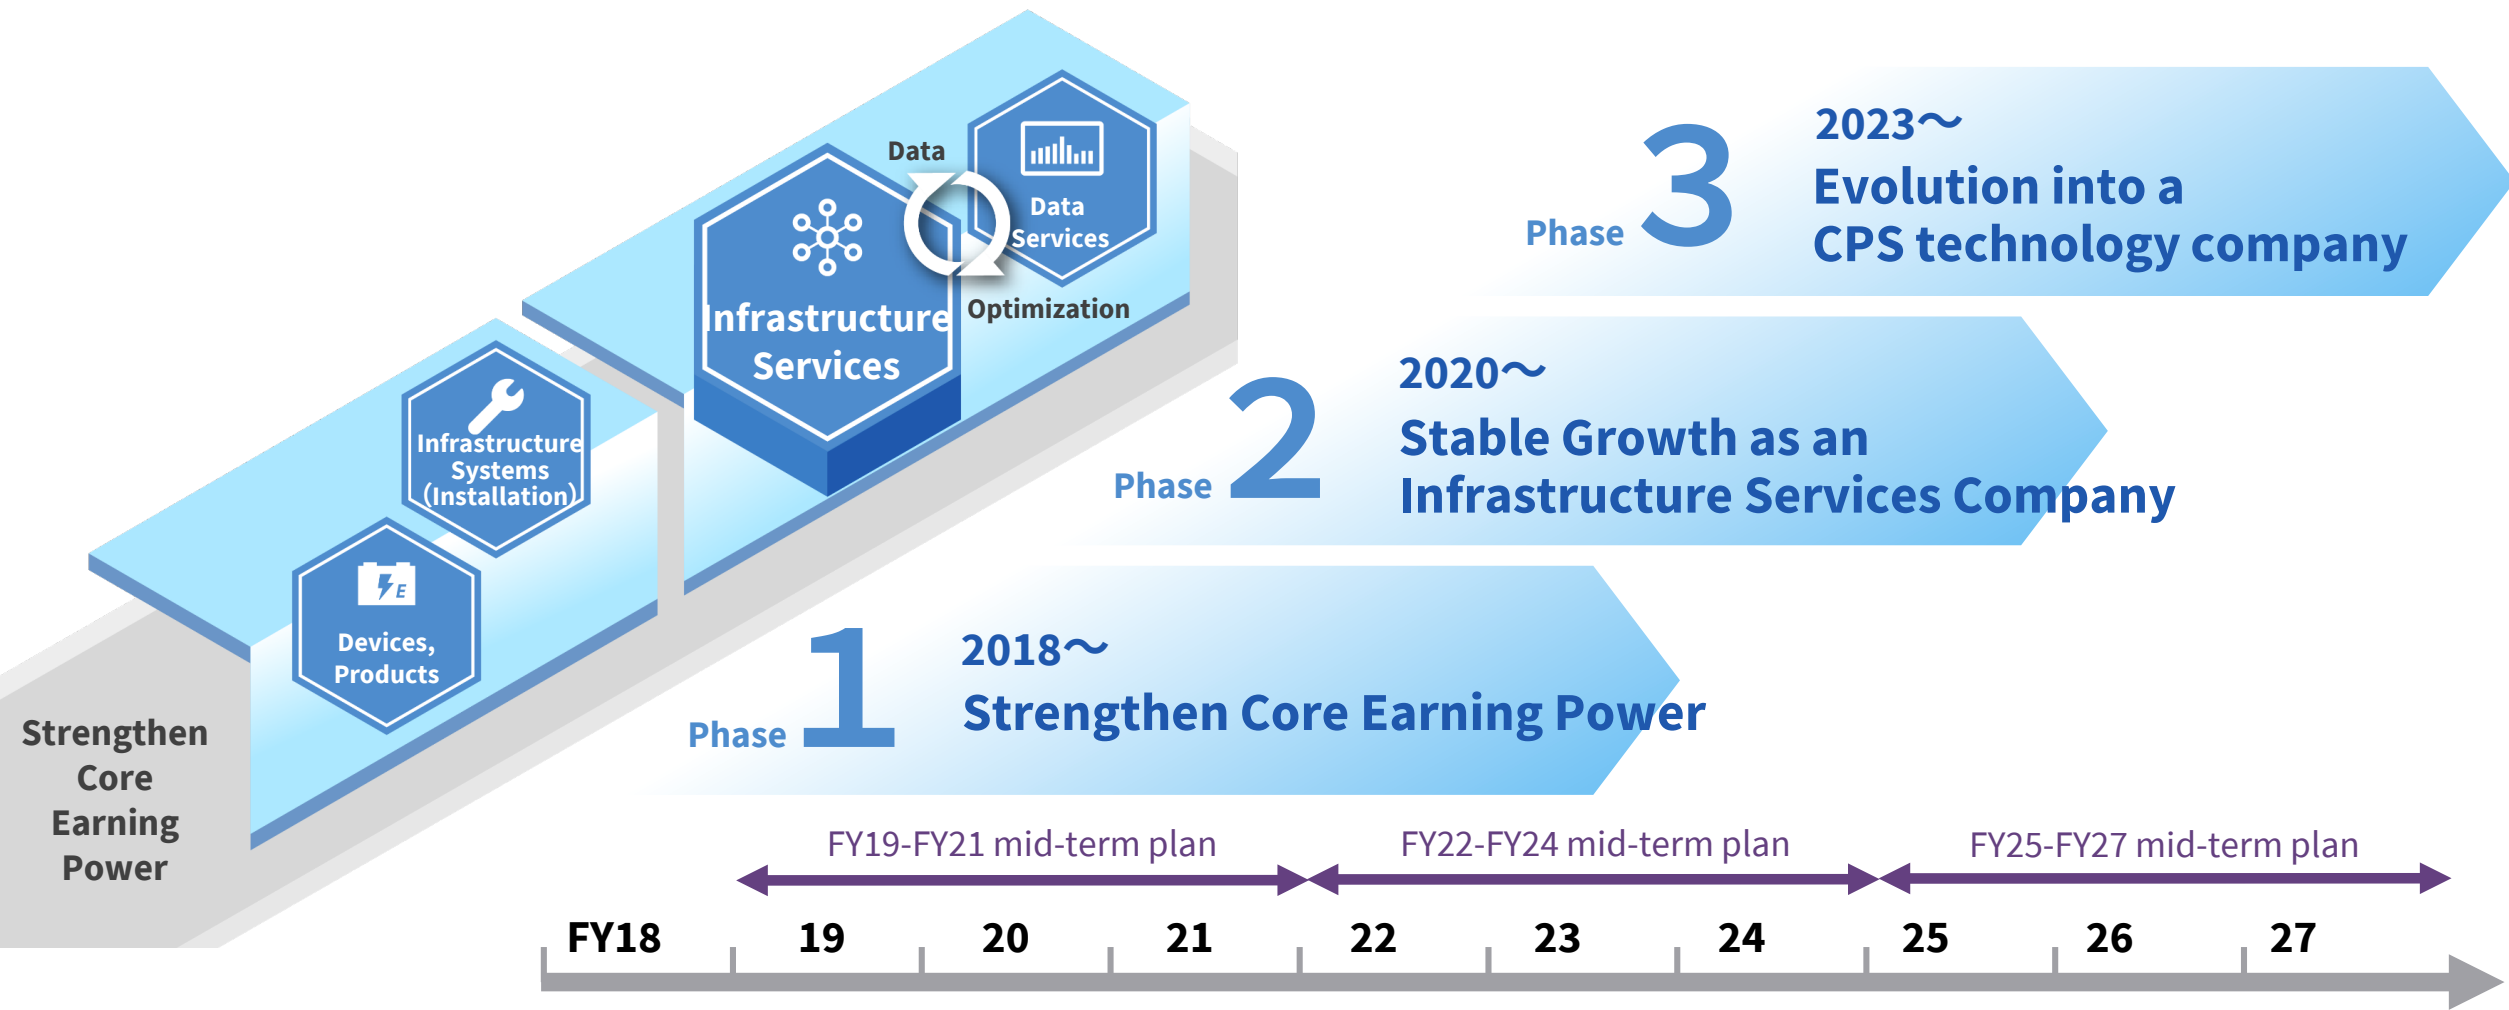 Data
Data
Services
Infrastructure
Services
Optimization
Infrastructure
Systems
(Installation)
E
Devices,
Products
Strengthen
Core
Earning
Power
Phase 3
2023～
Evolution into a
CPS technology company
Phase 2
2020～
Stable Growth as an
Infrastructure Services Company
Phase 1
2018～
Strengthen Core Earning Power
FY19-FY21 mid-term plan
FY22-FY24 mid-term plan
FY25-FY27 mid-term plan
FY18 19 20 21 22 23 24 25 26 27